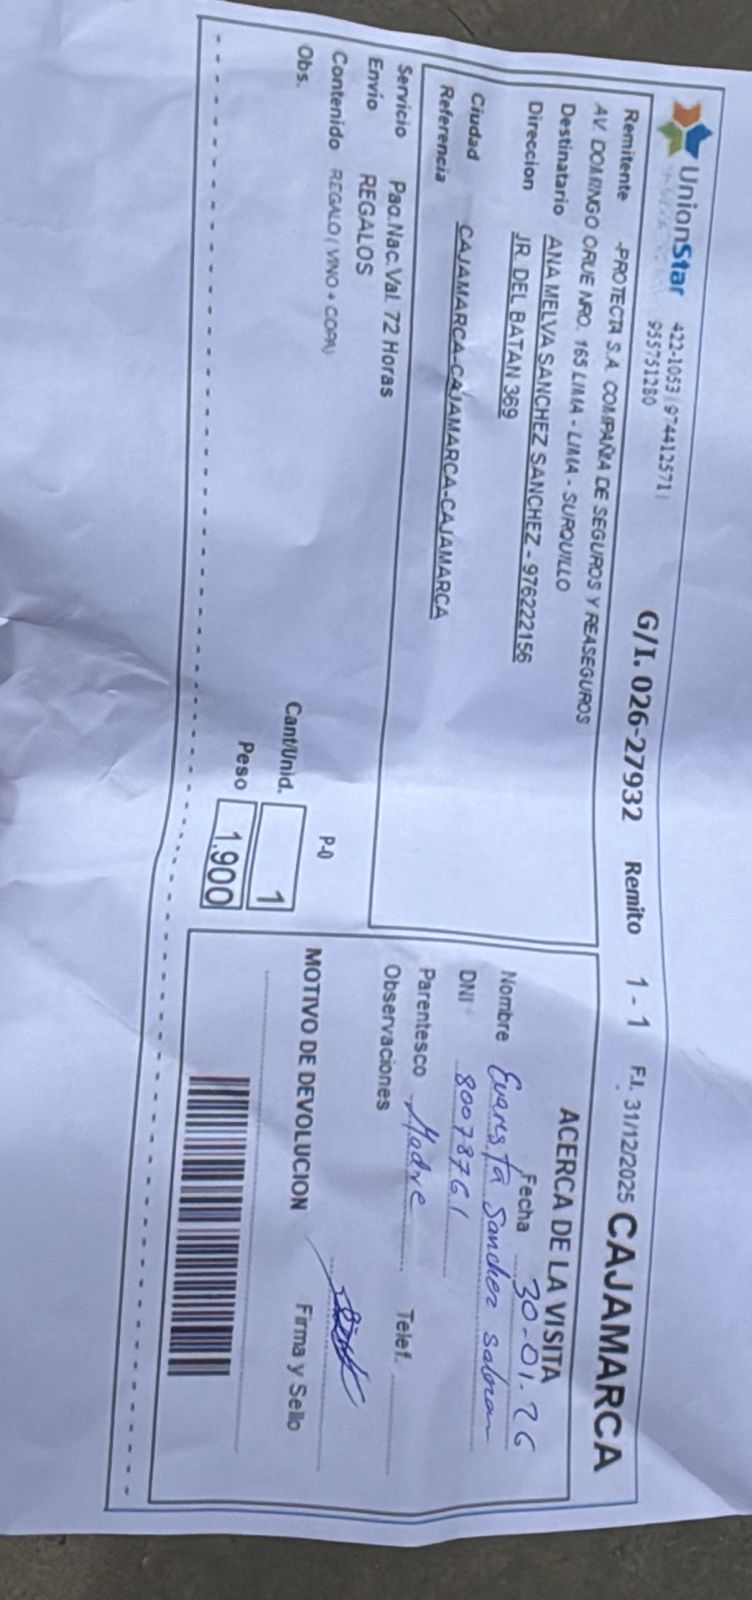 UnionStar 422-1053 | 974412571 |
955751280
G/I. 026-27932 Remito 1 - 1 F.I. 31/12/2025 CAJAMARCA
Remitente -PROTECTA S.A. COMPAÑIA DE SEGUROS Y REASEGUROS
AV. DOMINGO ORUE NRO. 165 LIMA - LIMA - SURQUILLO
Destinatario ANA MELVA SANCHEZ SANCHEZ - 976222156
Direccion JR. DEL BATAN 369
Ciudad CAJAMARCA-CAJAMARCA-CAJAMARCA
Referencia
Servicio Paq.Nac.Val. 72 Horas
Envio REGALOS
Contenido REGALO ( VINO + COPA)
Obs.
P-0
Cant/Unid. 1
Peso 1.900
ACERCA DE LA VISITA
Fecha 30-01.26
Nombre Evarista Sanchez
DNI 80078761
Parentesco Madre Telef.
Observaciones
MOTIVO DE DEVOLUCION Firma y Sello